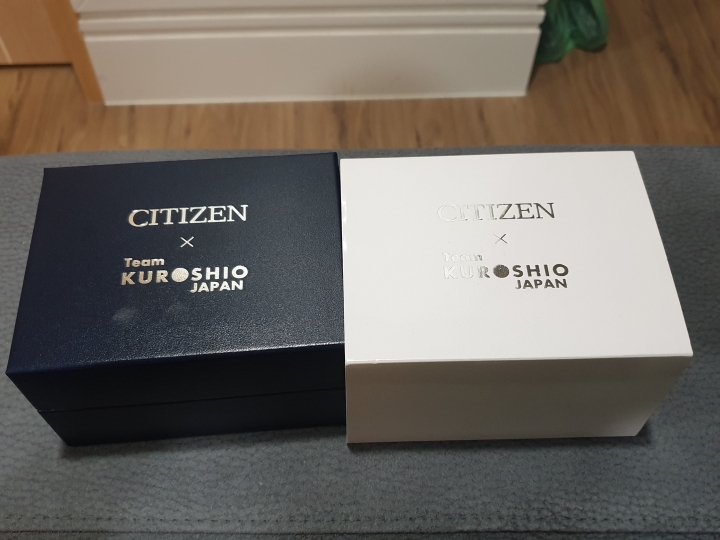 CITIZEN
×
Team
KUROSHIO
JAPAN
CITIZEN
×
Team
KUROSHIO
JAPAN